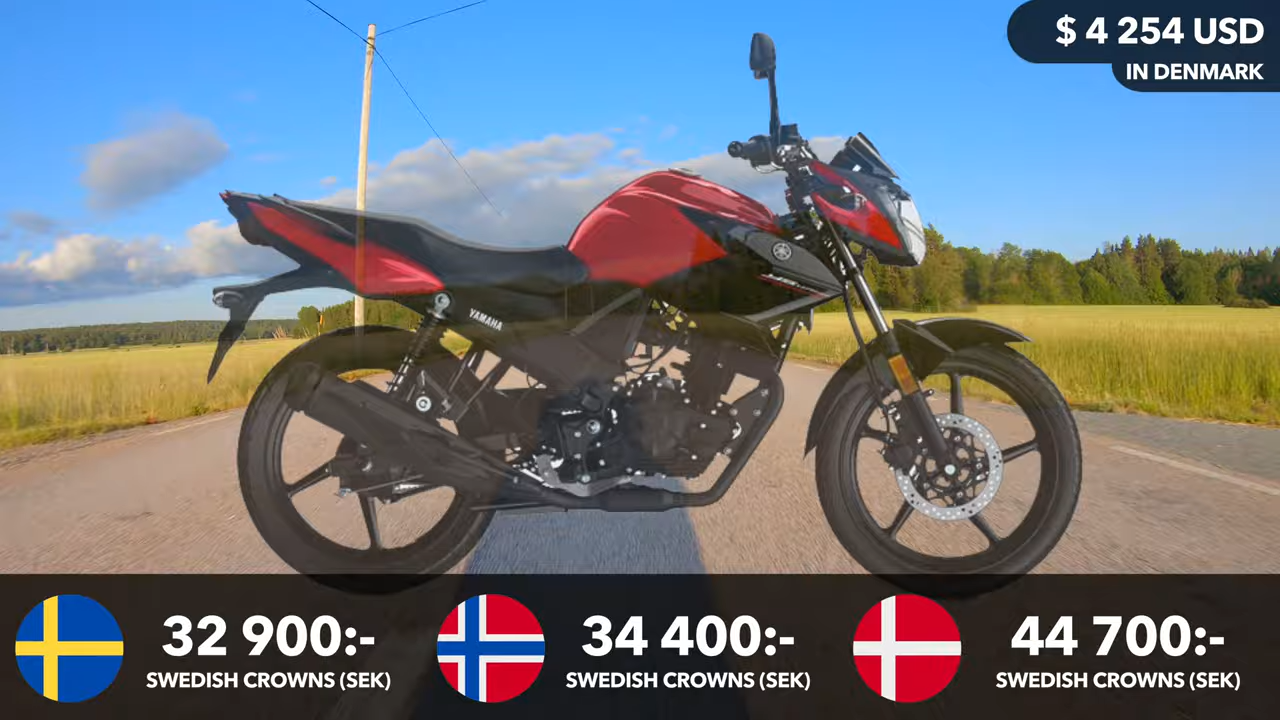 $ 4 254 USD
IN DENMARK
YAMAHA
32 900:-
SWEDISH CROWNS (SEK)
34 400:-
SWEDISH CROWNS (SEK)
44 700:-
SWEDISH CROWNS (SEK)